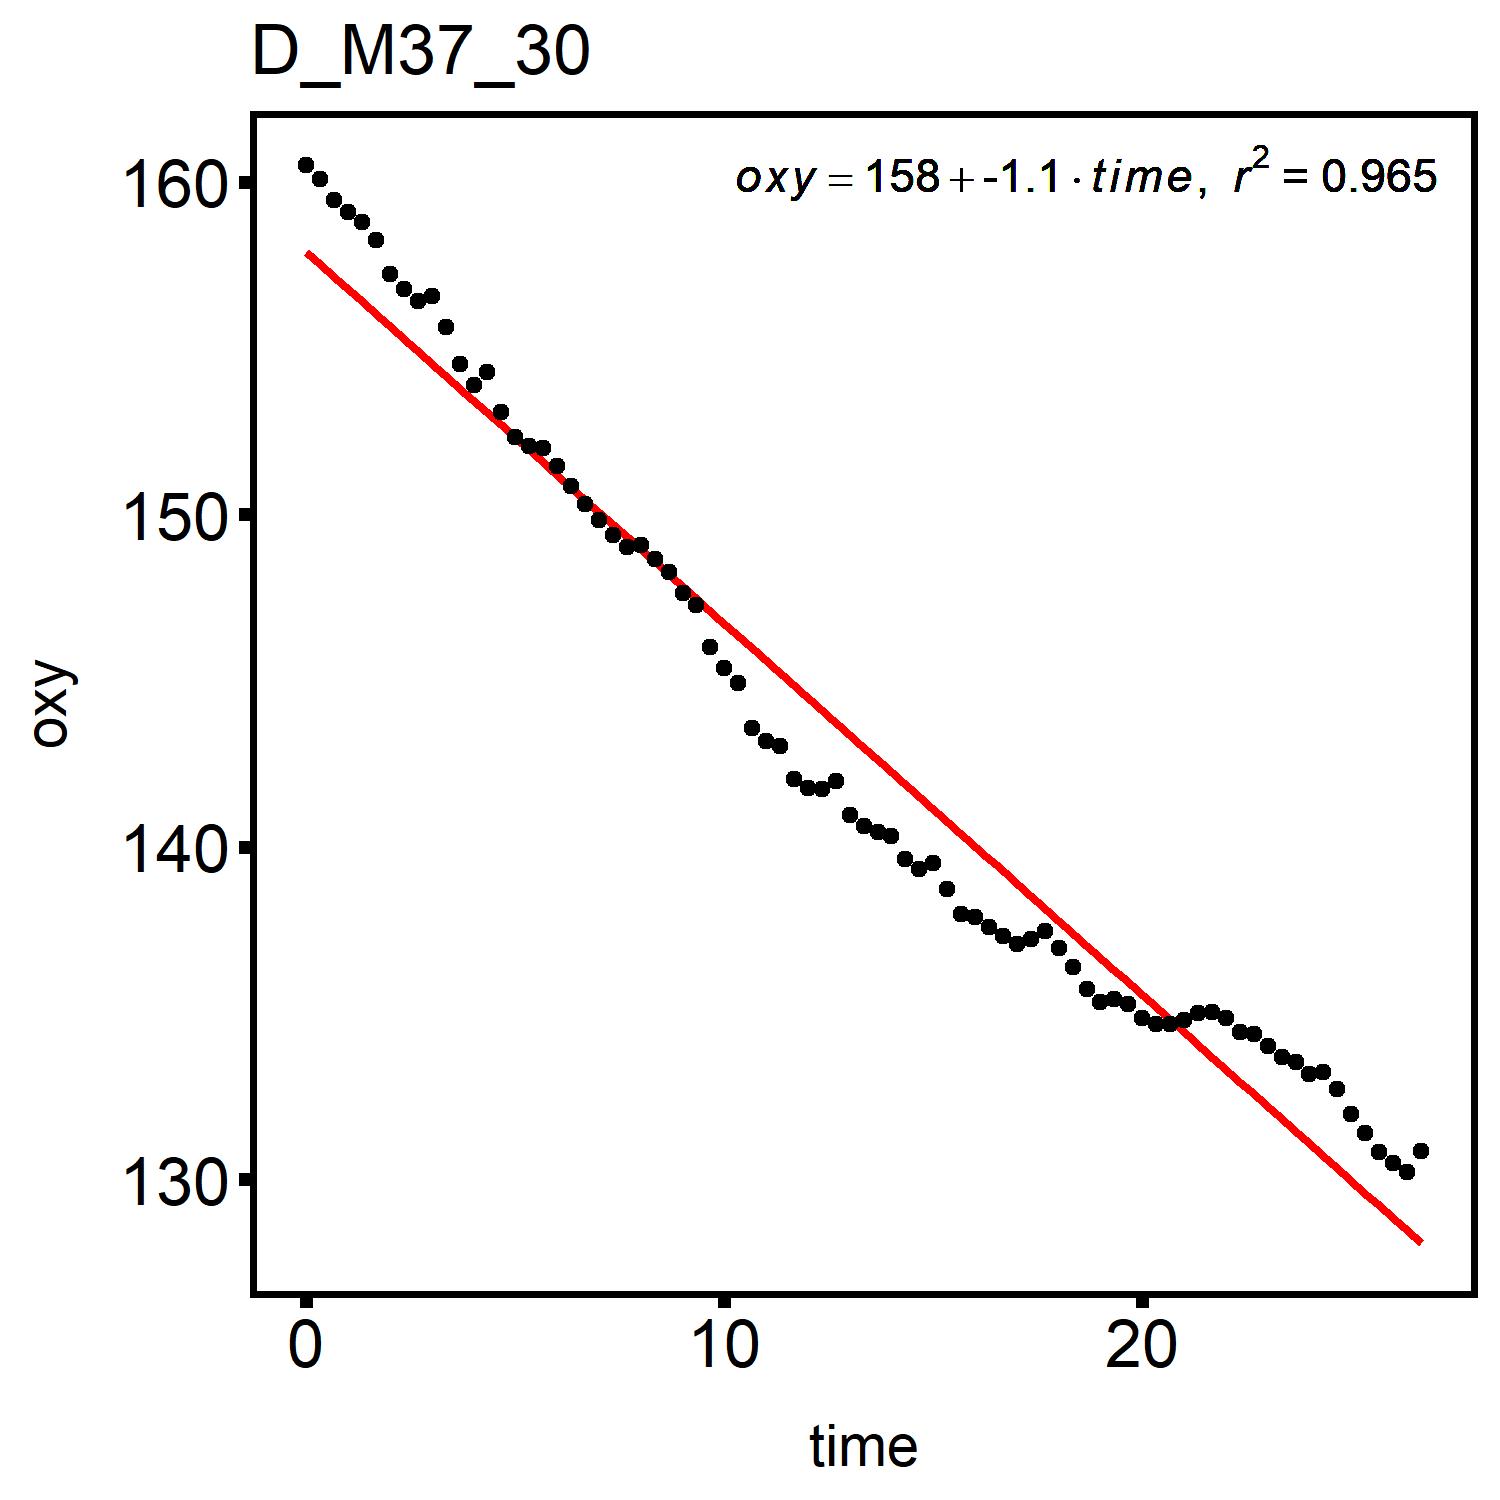 D_M37_30
oxy = 158 + -1.1 · time, r² = 0.965
160
150
140
130
oxy
0 10 20
time